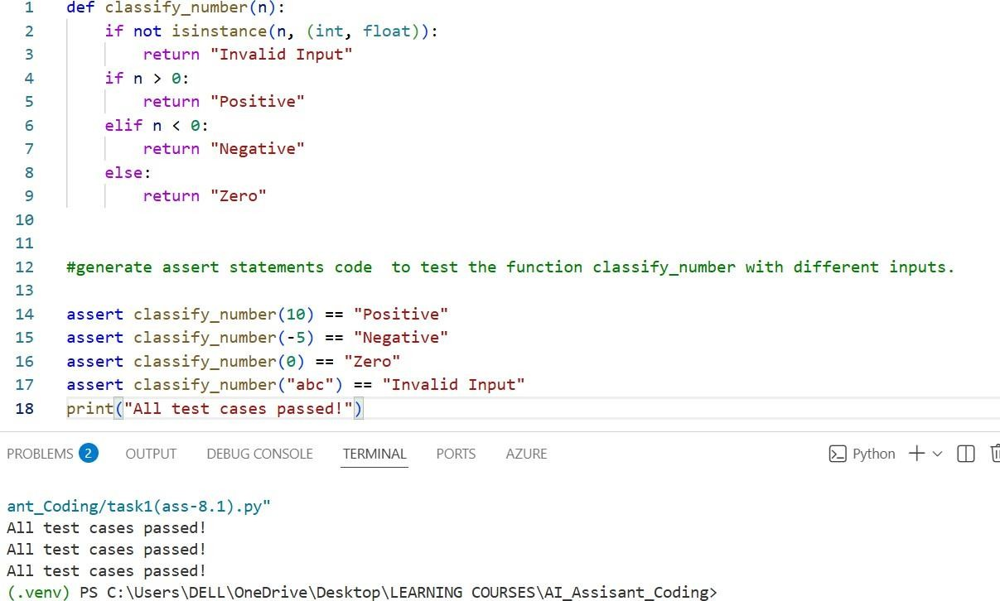 1 def classify_number(n):
2 if not isinstance(n, (int, float)):
3 return "Invalid Input"
4 if n > 0:
5 return "Positive"
6 elif n < 0:
7 return "Negative"
8 else:
9 return "Zero"
10
11
12 #generate assert statements code  to test the function classify_number with different inputs.
13
14 assert classify_number(10) == "Positive"
15 assert classify_number(-5) == "Negative"
16 assert classify_number(0) == "Zero"
17 assert classify_number("abc") == "Invalid Input"
18 print("All test cases passed!")
PROBLEMS 2 OUTPUT DEBUG CONSOLE TERMINAL PORTS AZURE Python
ant_Coding/task1(ass-8.1).py"
All test cases passed!
All test cases passed!
All test cases passed!
(.venv) PS C:\Users\DELL\OneDrive\Desktop\LEARNING COURSES\AI_Assisant_Coding>